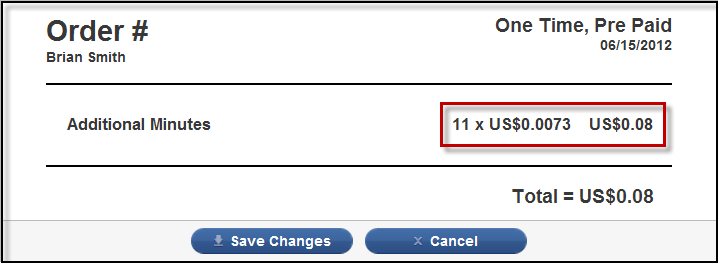 Order #
One Time, Pre Paid
Brian Smith
06/15/2012
Additional Minutes 11 x US$0.0073 US$0.08
Total = US$0.08
Save Changes x Cancel